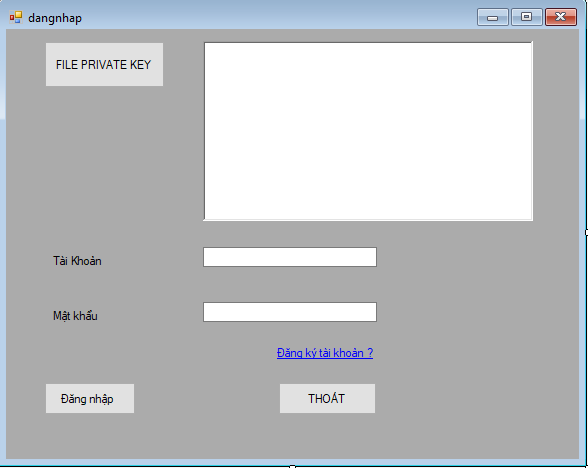 dangnhap
FILE PRIVATE KEY
Tài Khoản
Mật khẩu
Đăng ký tài khoản ?
Đăng nhập
THOÁT